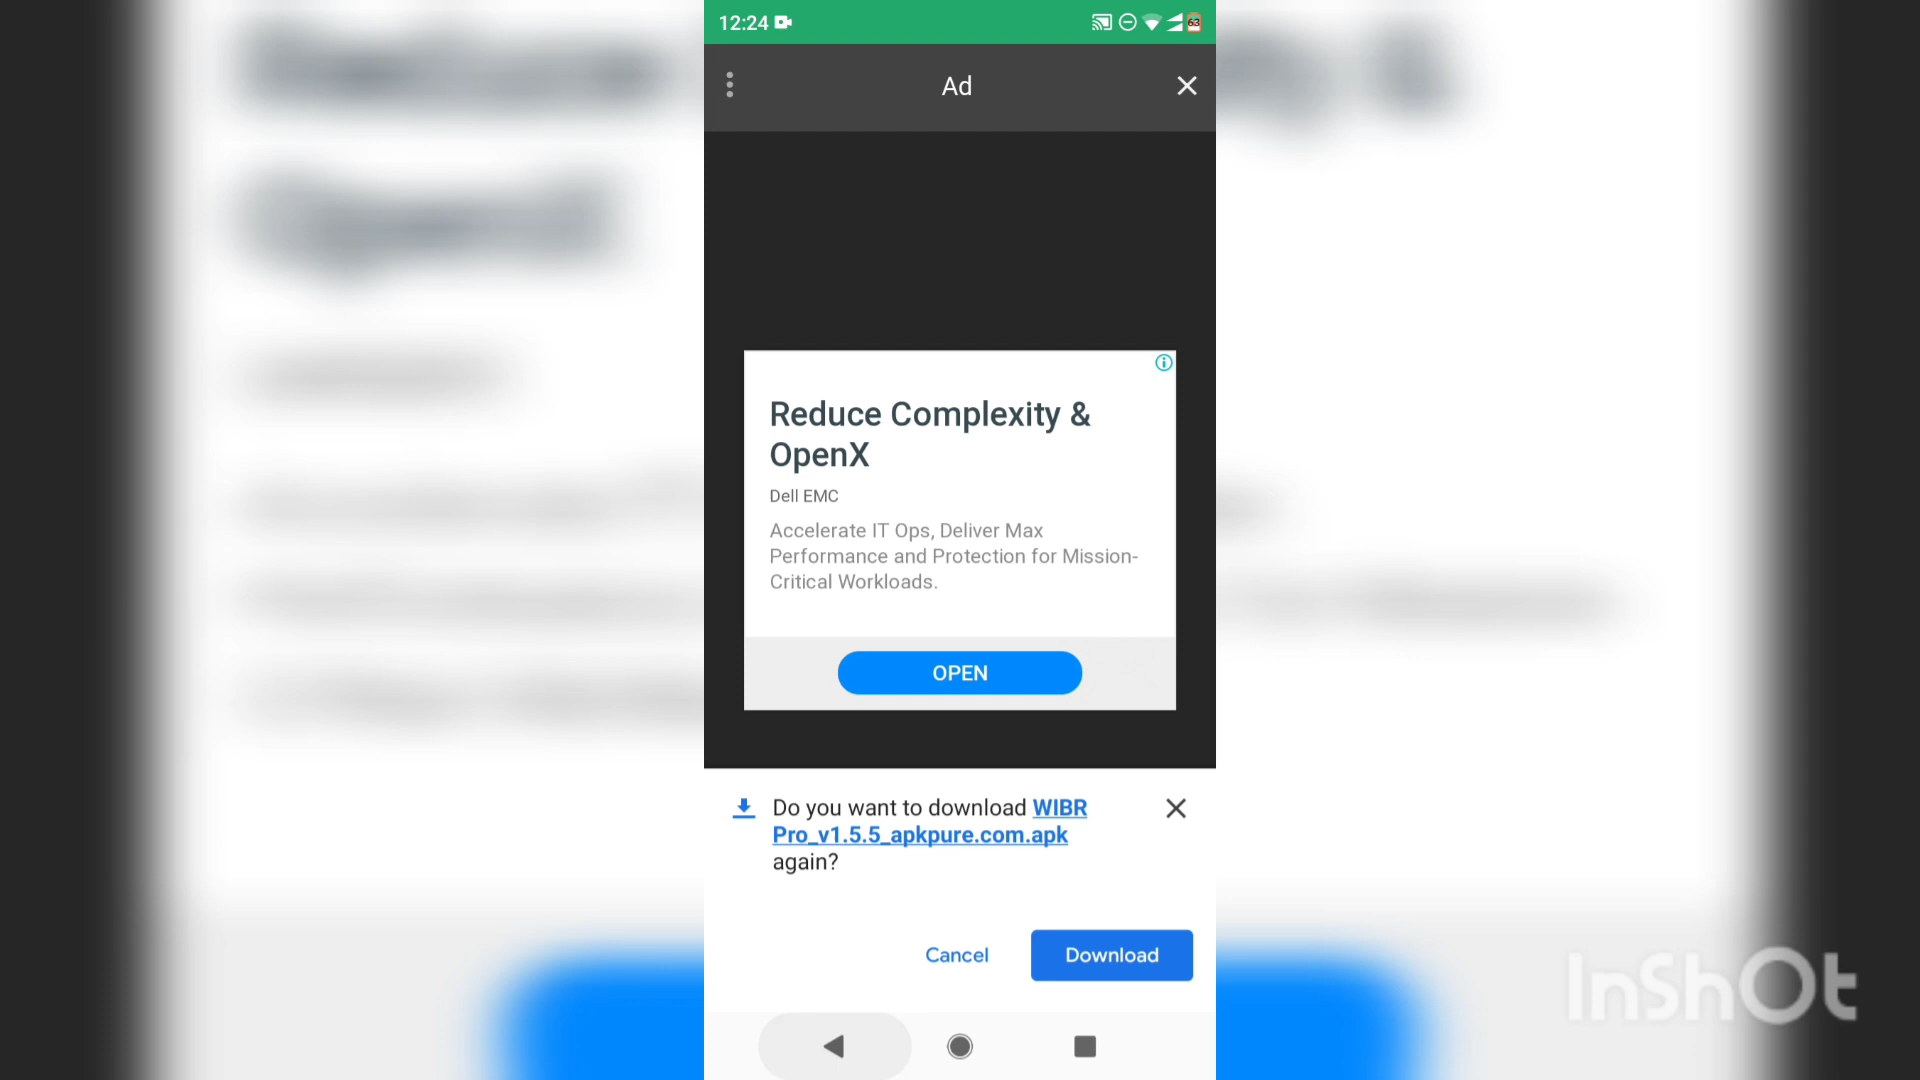 12:24
63
Ad
Reduce Complexity &
OpenX
Dell EMC
Accelerate IT Ops, Deliver Max
Performance and Protection for Mission-
Critical Workloads.
OPEN
Do you want to download WIBR
Pro_v1.5.5_apkpure.com.apk
again?
Cancel
Download
InShOt